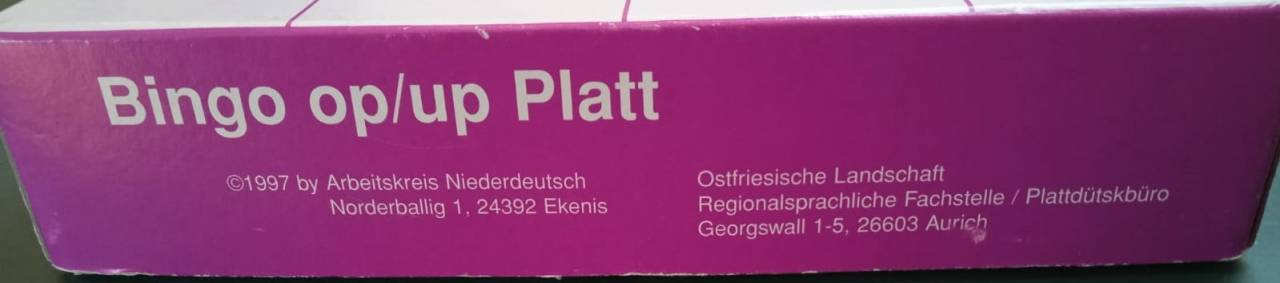 Bingo op/up Platt
©1997 by Arbeitskreis Niederdeutsch
Norderballig 1, 24392 Ekenis
Ostfriesische Landschaft
Regionalsprachliche Fachstelle / Plattdütskbüro
Georgswall 1-5, 26603 Aurich